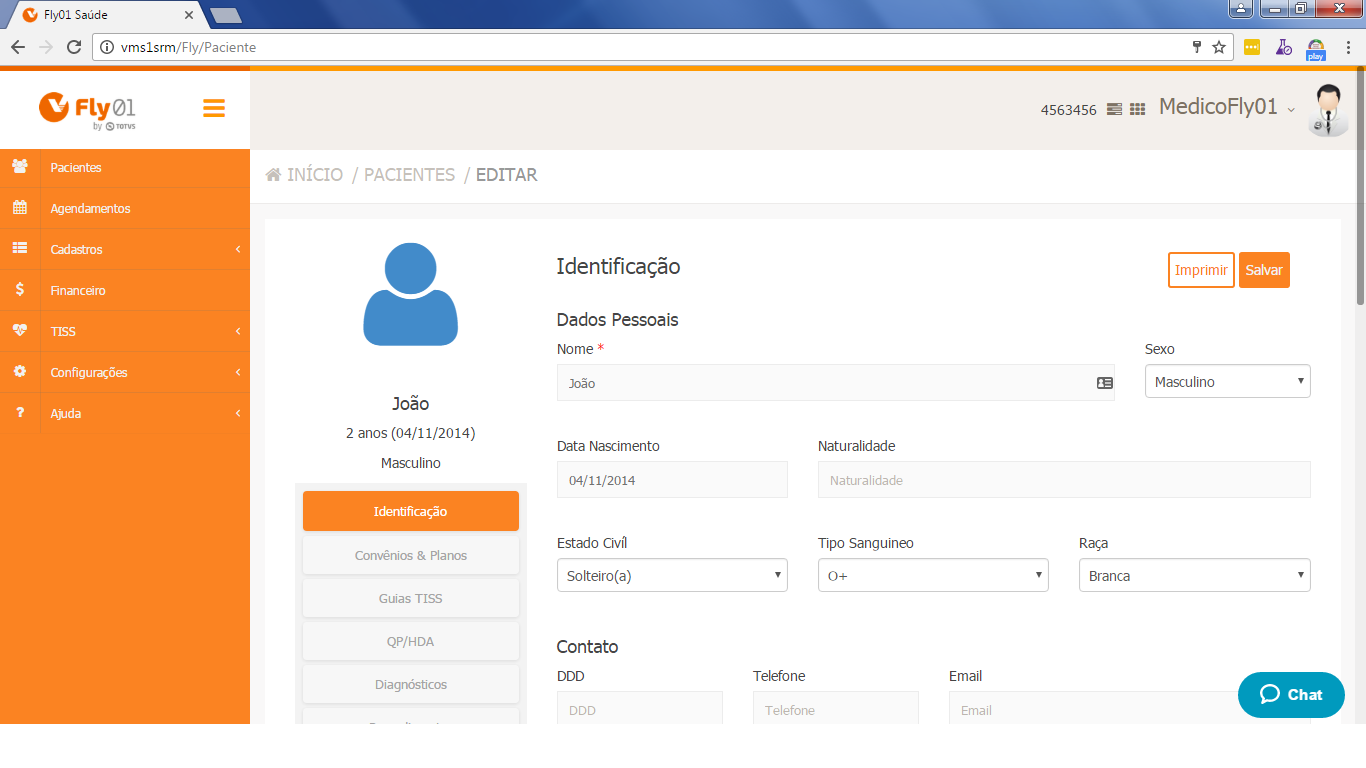 Fly01 Saúde
vms1srm/Fly/Paciente
play
Fly01
by TOTVS
4563456 MedicoFly01
Pacientes
Agendamentos
Cadastros
Financeiro
TISS
Configurações
Ajuda
INÍCIO / PACIENTES / EDITAR
João
2 anos (04/11/2014)
Masculino
Identificação
Convênios & Planos
Guias TISS
QP/HDA
Diagnósticos
Identificação
Imprimir Salvar
Dados Pessoais
Nome * Sexo
João Masculino
Data Nascimento Naturalidade
04/11/2014 Naturalidade
Estado Civíl Tipo Sanguineo Raça
Solteiro(a) O+ Branca
Contato
DDD Telefone Email
DDD Telefone Email
Chat